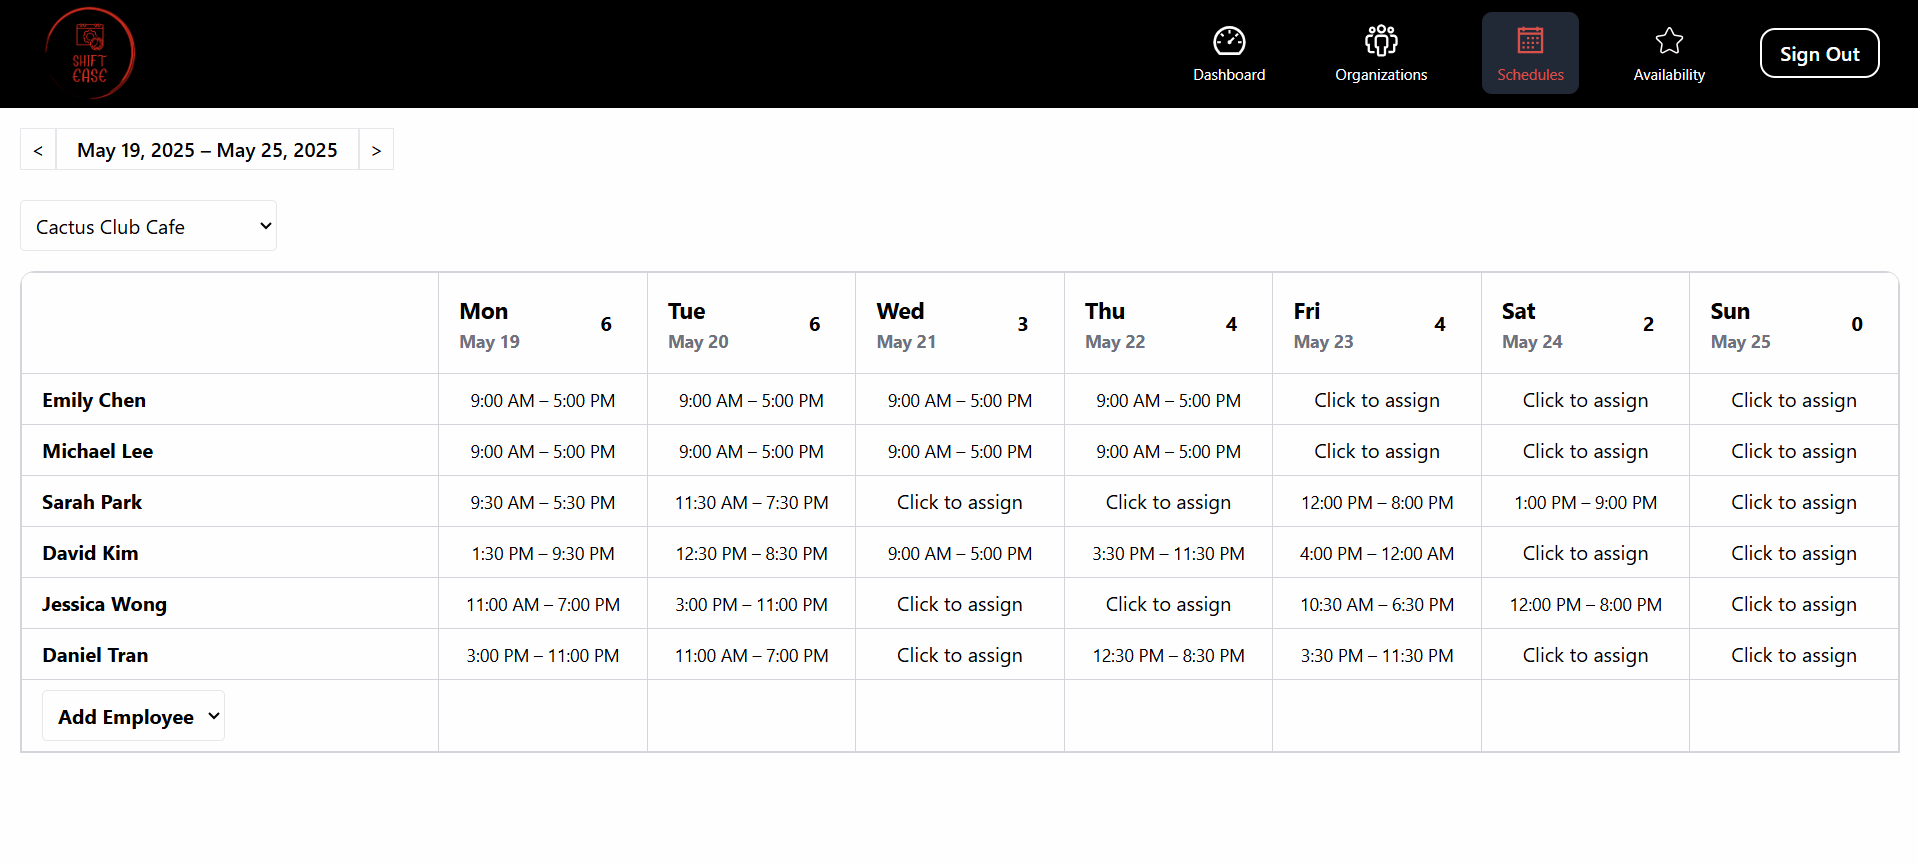 SHIFT
EASE
Dashboard
Organizations
Schedules
Availability
Sign Out
< May 19, 2025 – May 25, 2025 >
Cactus Club Cafe
Mon 6 Tue 6 Wed 3 Thu 4 Fri 4 Sat 2 Sun 0
May 19 May 20 May 21 May 22 May 23 May 24 May 25
Emily Chen 9:00 AM – 5:00 PM 9:00 AM – 5:00 PM 9:00 AM – 5:00 PM 9:00 AM – 5:00 PM Click to assign Click to assign Click to assign
Michael Lee 9:00 AM – 5:00 PM 9:00 AM – 5:00 PM 9:00 AM – 5:00 PM 9:00 AM – 5:00 PM Click to assign Click to assign Click to assign
Sarah Park 9:30 AM – 5:30 PM 11:30 AM – 7:30 PM Click to assign Click to assign 12:00 PM – 8:00 PM 1:00 PM – 9:00 PM Click to assign
David Kim 1:30 PM – 9:30 PM 12:30 PM – 8:30 PM 9:00 AM – 5:00 PM 3:30 PM – 11:30 PM 4:00 PM – 12:00 AM Click to assign Click to assign
Jessica Wong 11:00 AM – 7:00 PM 3:00 PM – 11:00 PM Click to assign Click to assign 10:30 AM – 6:30 PM 12:00 PM – 8:00 PM Click to assign
Daniel Tran 3:00 PM – 11:00 PM 11:00 AM – 7:00 PM Click to assign 12:30 PM – 8:30 PM 3:30 PM – 11:30 PM Click to assign Click to assign
Add Employee